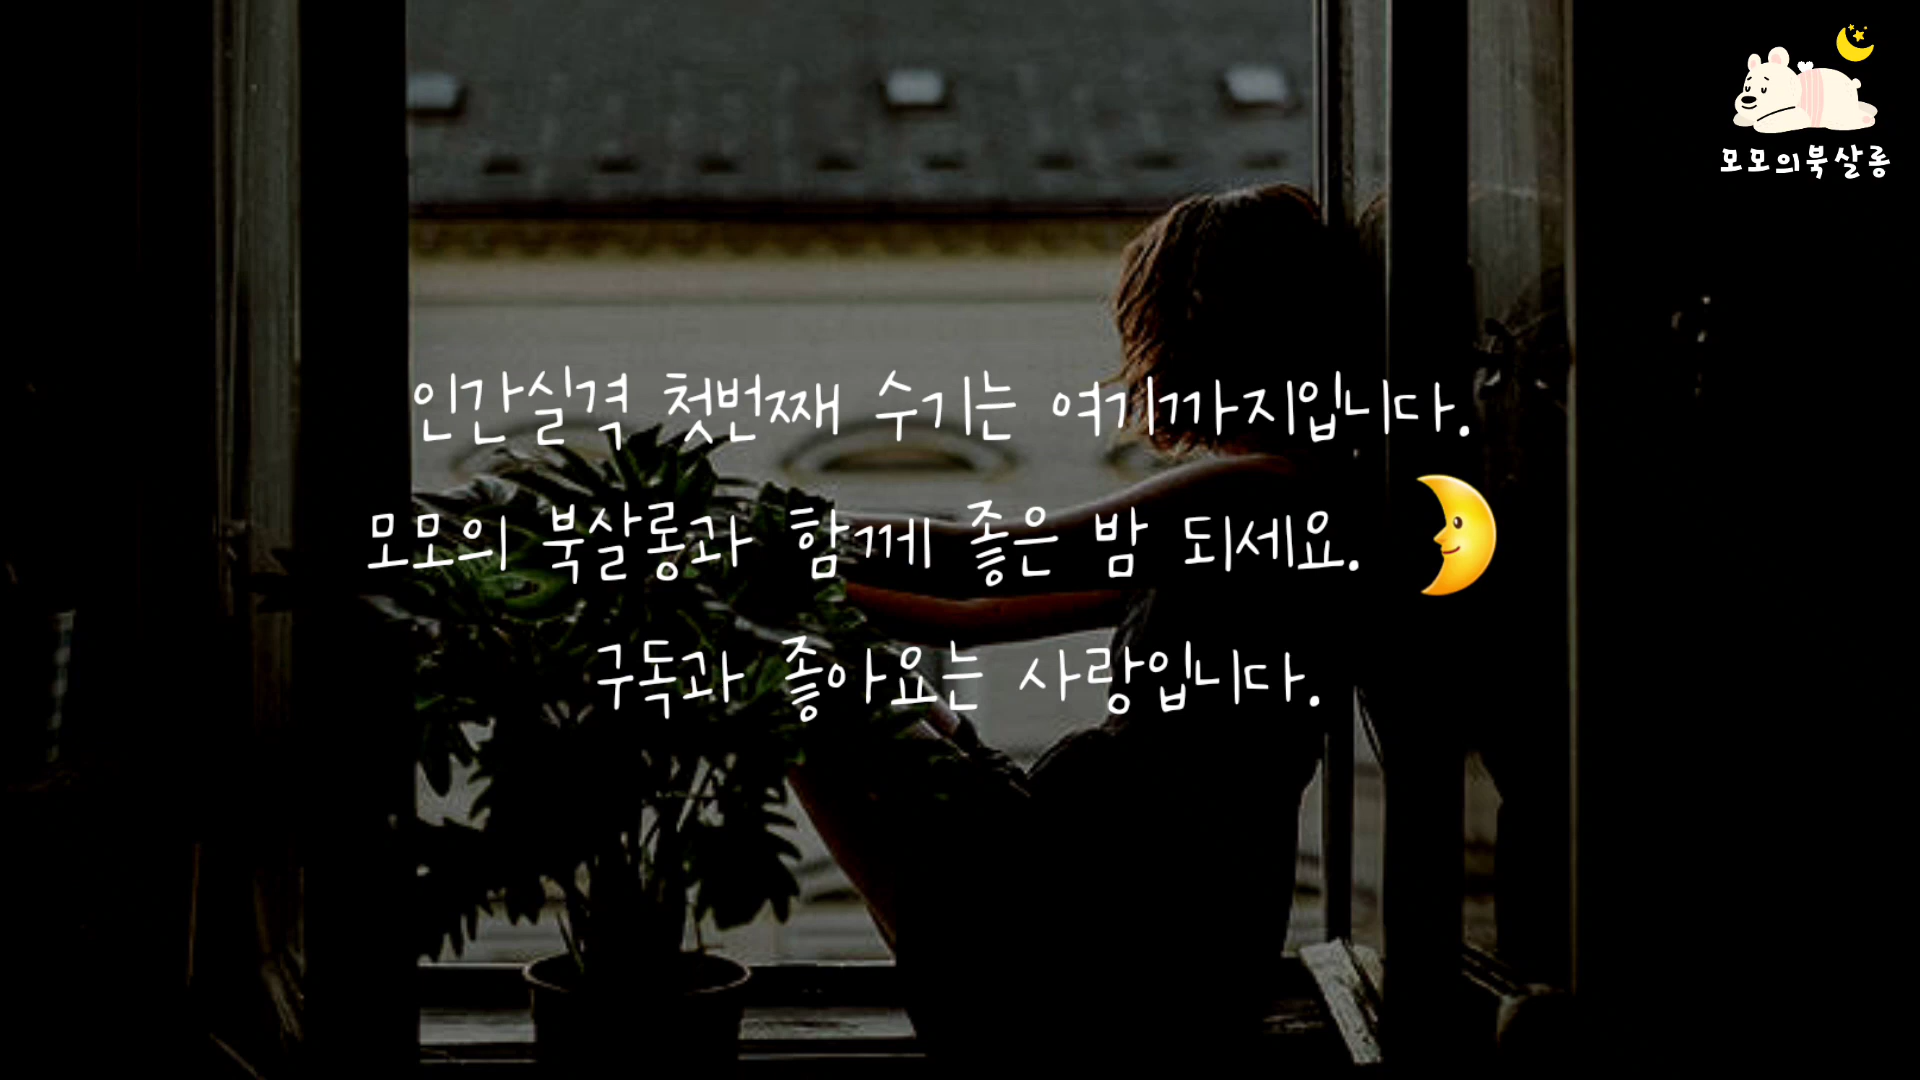 모모의북살롱
인간실격 첫번째 수기는 여기까지입니다.
모모의 북살롱과 함께 좋은 밤 되세요.
구독과 좋아요는 사랑입니다.